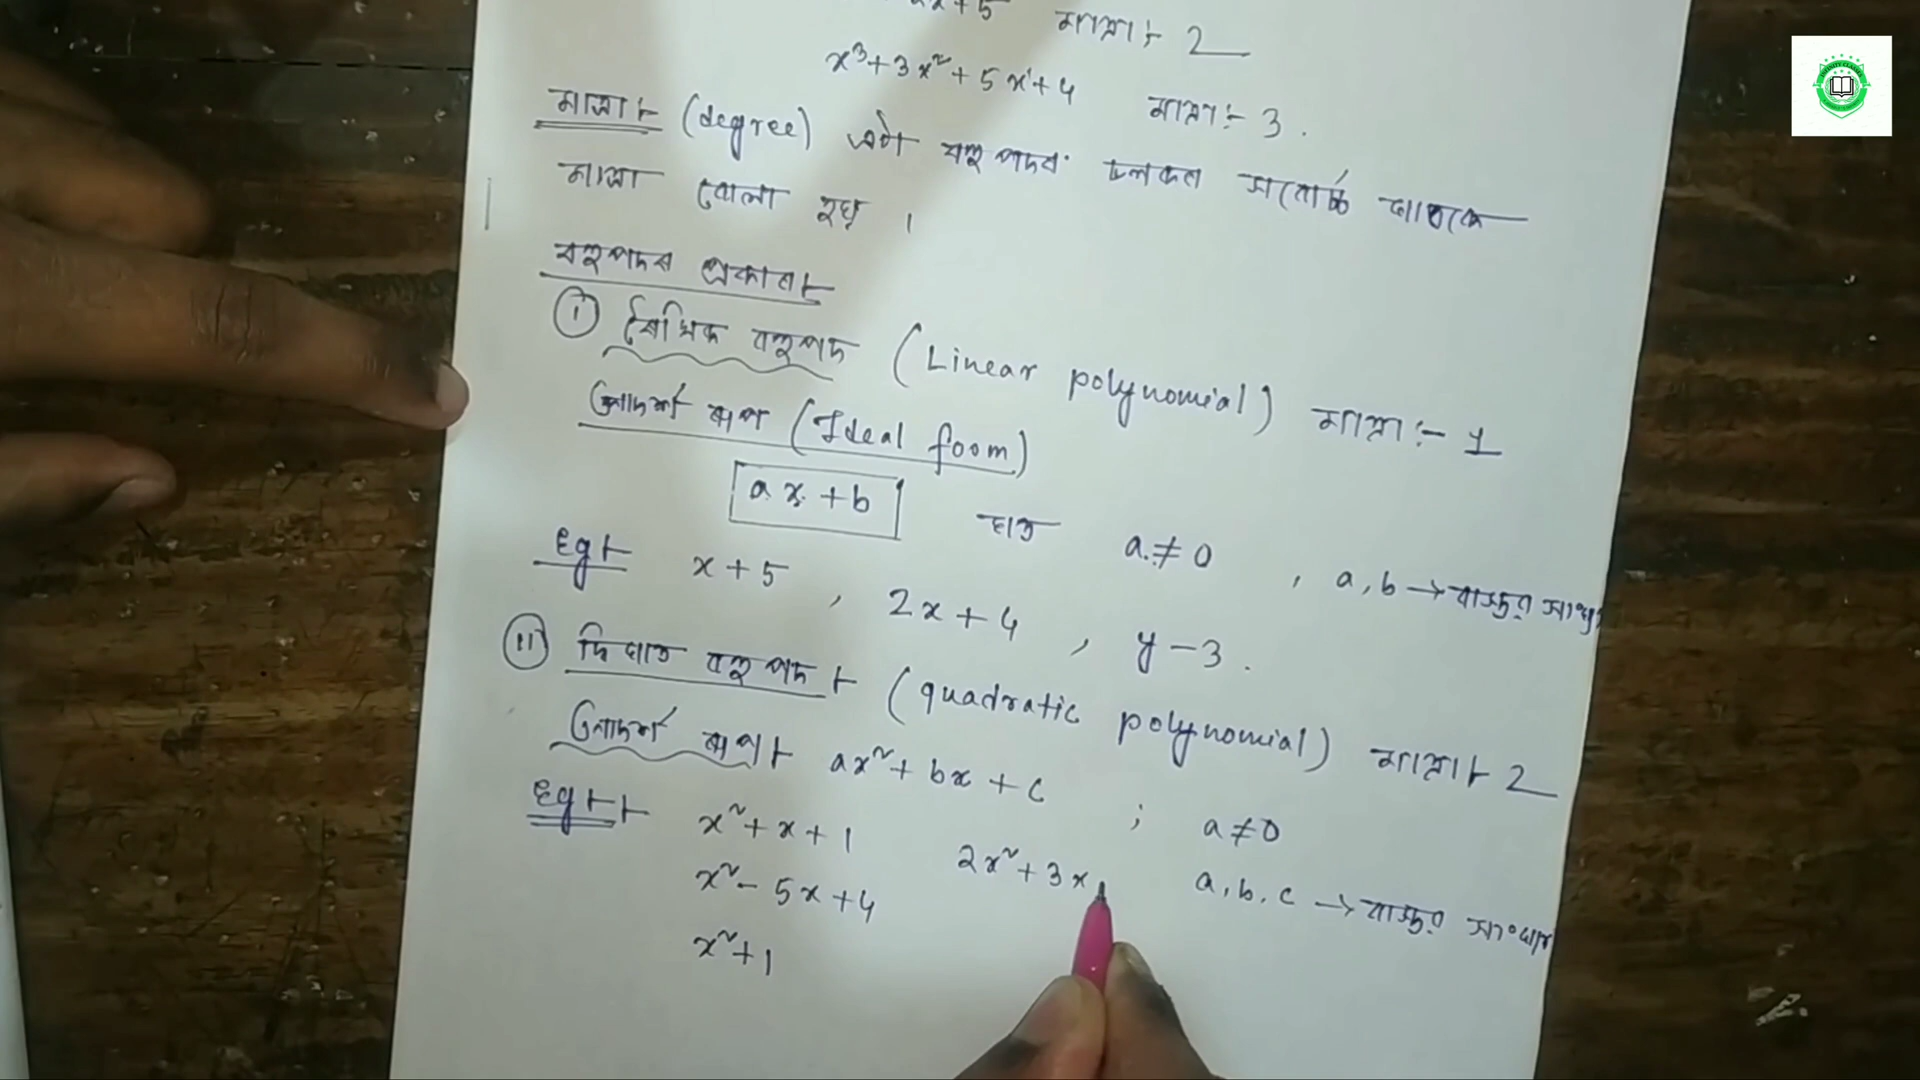 x+5 মাত্ৰা:- 2
x³+3x²+5x¹+4 মাত্ৰা:- 3.
মাত্ৰা:- (degree) এটা বহুপদৰ চলকৰ সৰ্বোচ্চ ঘাতকে
মাত্ৰা বোলা হয় ।
বহুপদৰ প্ৰকাৰ:-
(i) ৰৈখিক বহুপদ (Linear polynomial) মাত্ৰা:- 1
আদৰ্শ ৰূপ (Ideal foom)
ax+b য'ত a≠0, a,b → বাস্তৱ সংখ্যা
Eg:- x+5, 2x+4, y-3.
(ii) দ্বিঘাত বহুপদ:- (quadratic polynomial) মাত্ৰা:- 2
আদৰ্শ ৰূপ:- ax²+bx+c ; a≠0
Eg:- x²+x+1 2x²+3x a,b,c → বাস্তৱ সংখ্যা
x²-5x+4
x²+1